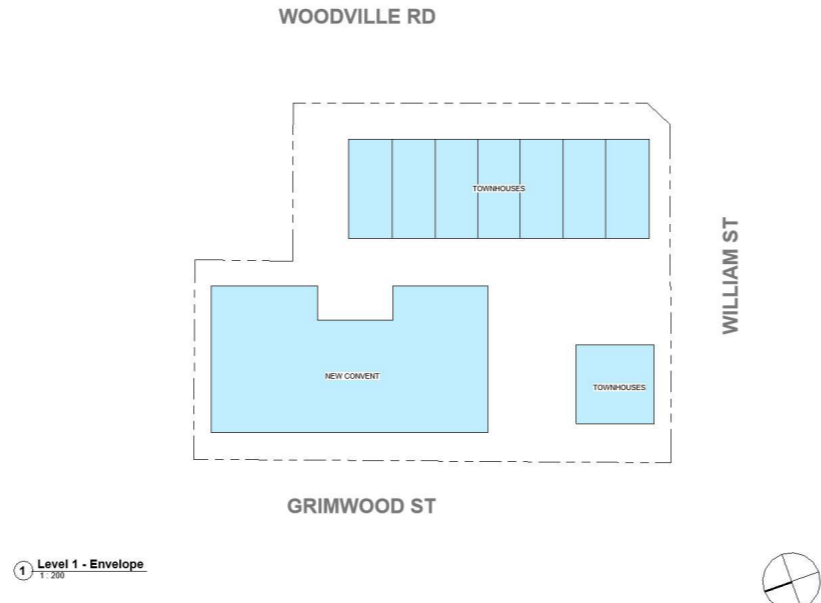 WOODVILLE RD
TOWNHOUSES
WILLIAM ST
NEW CONVENT
TOWNHOUSES
GRIMWOOD ST
1 Level 1 - Envelope
1 : 200